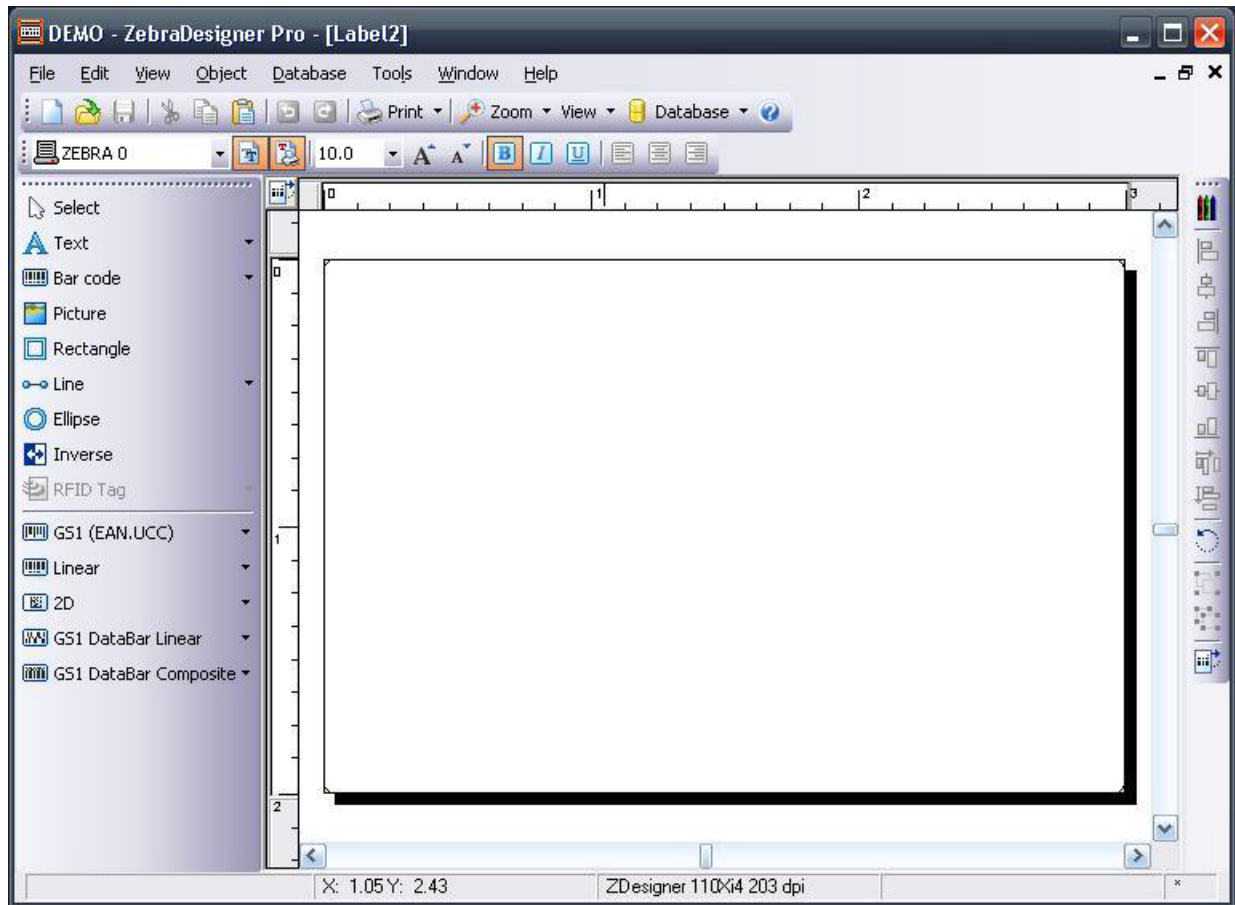 DEMO - ZebraDesigner Pro - [Label2]
File Edit View Object Database Tools Window Help
Print Zoom View Database
ZEBRA 0 10.0 A A B I U
0 1 2 3
Select
Text
Bar code
Picture
Rectangle
Line
Ellipse
Inverse
RFID Tag
GS1 (EAN.UCC)
Linear
2D
GS1 DataBar Linear
GS1 DataBar Composite
0
1
2
X: 1.05 Y: 2.43 ZDesigner 110Xi4 203 dpi *